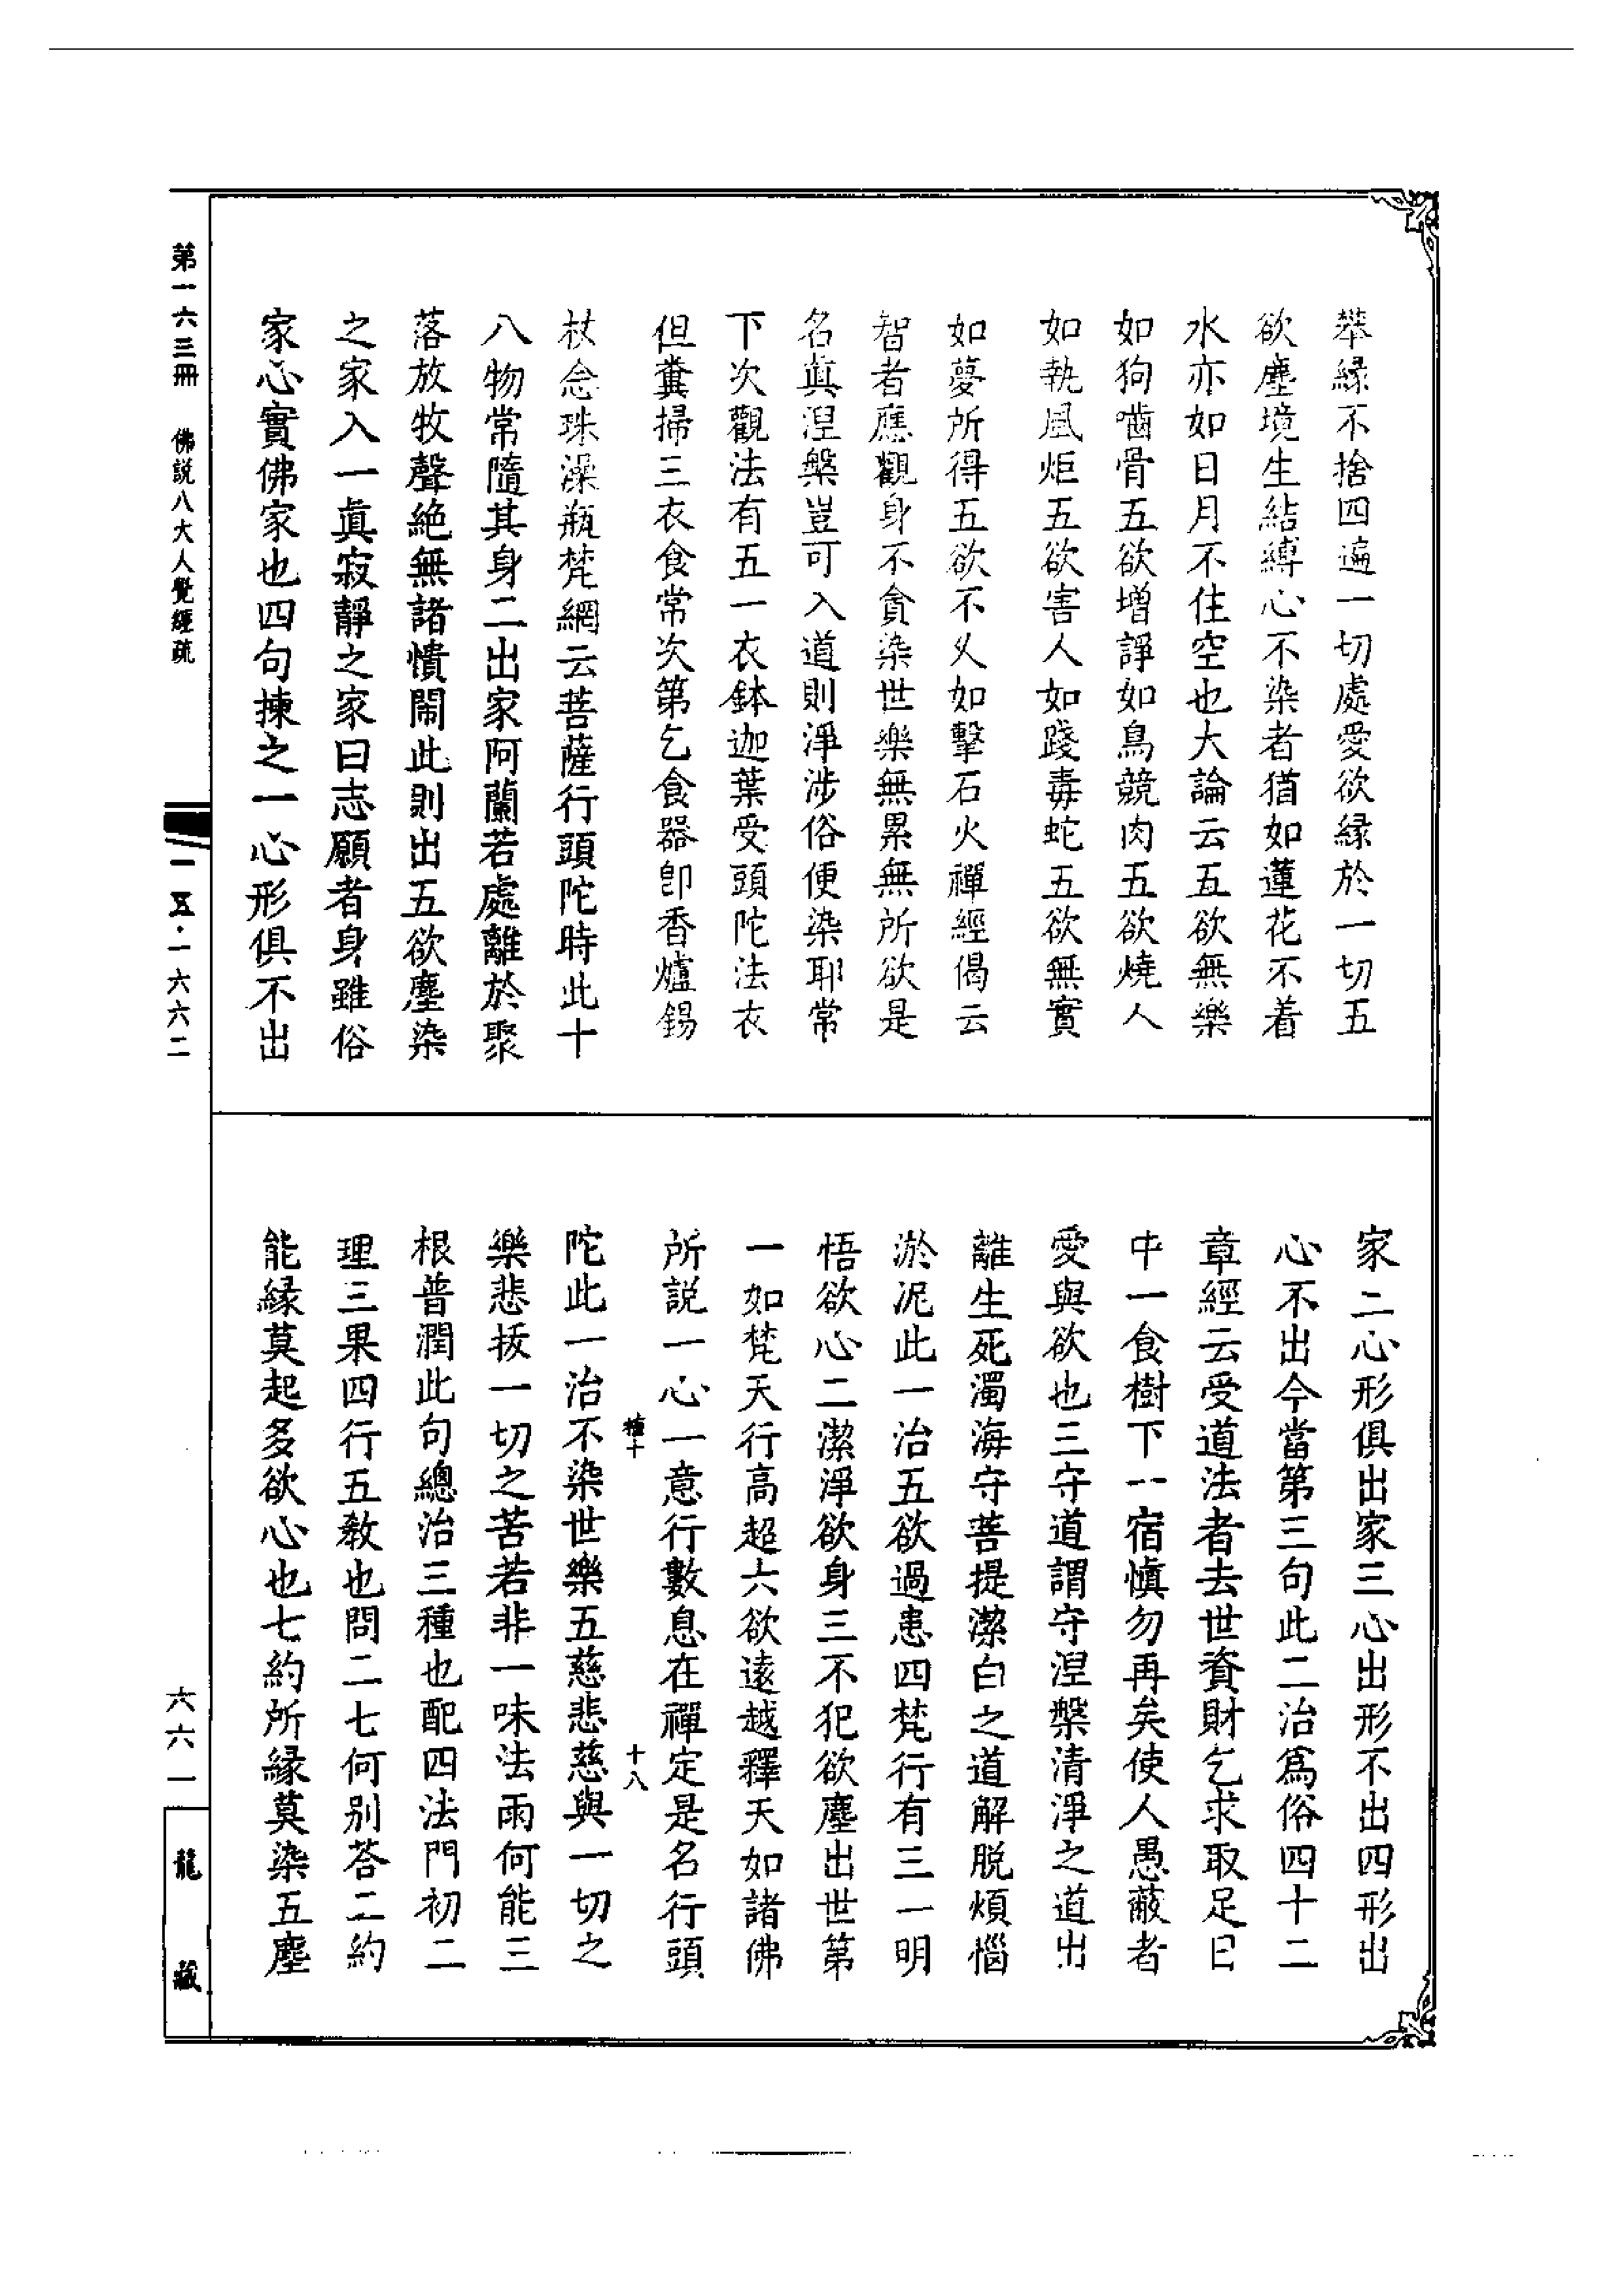 舉緣不捨四遍一切處愛欲緣於一切五
欲塵境生結縛心不染者猶如蓮花不着
水亦如日月不住空也大論云五欲無樂
如狗嚙骨五欲增諍如鳥競肉五欲燒人
如執風炬五欲害人如踐毒蛇五欲無實
如夢所得五欲不久如擊石火禪經偈云
智者應觀身不貪染世樂無累無所欲是
名眞涅槃豈可入道則淨涉俗便染耶常
下次觀法有五一衣鉢迦葉受頭陀法衣
但糞掃三衣食常次第乞食器卽香爐錫
杖念珠澡瓶梵網云菩薩行頭陀時此十
八物常隨其身二出家阿蘭若處離於聚
落放牧聲絶無諸憒閙此則出五欲塵染
之家入一眞寂靜之家曰志願者身雖俗
家心實佛家也四句揀之一心形俱不出
家二心形俱出家三心出形不出四形出
心不出今當第三句此二治爲俗四十二
章經云受道法者去世資財乞求取足日
中一食樹下一宿愼勿再矣使人愚蔽者
愛與欲也三守道謂守涅槃清淨之道出
離生死濁海守菩提潔白之道解脱煩惱
淤泥此一治五欲過患四梵行有三一明
悟欲心二潔淨欲身三不犯欲塵出世第
一如梵天行高超六欲遠越釋天如諸佛
所説一心一意行數息在禪定是名行頭
陀此一治不染世樂五慈悲慈與一切之
樂悲拔一切之苦若非一味法雨何能三
根普潤此句總治三種也配四法門初二
理三果四行五教也問二七何别答二約
能緣莫起多欲心也七約所緣莫染五塵
十八
第一六三冊 佛説八大人覺經疏
一五·一六六二
六六一
龍藏